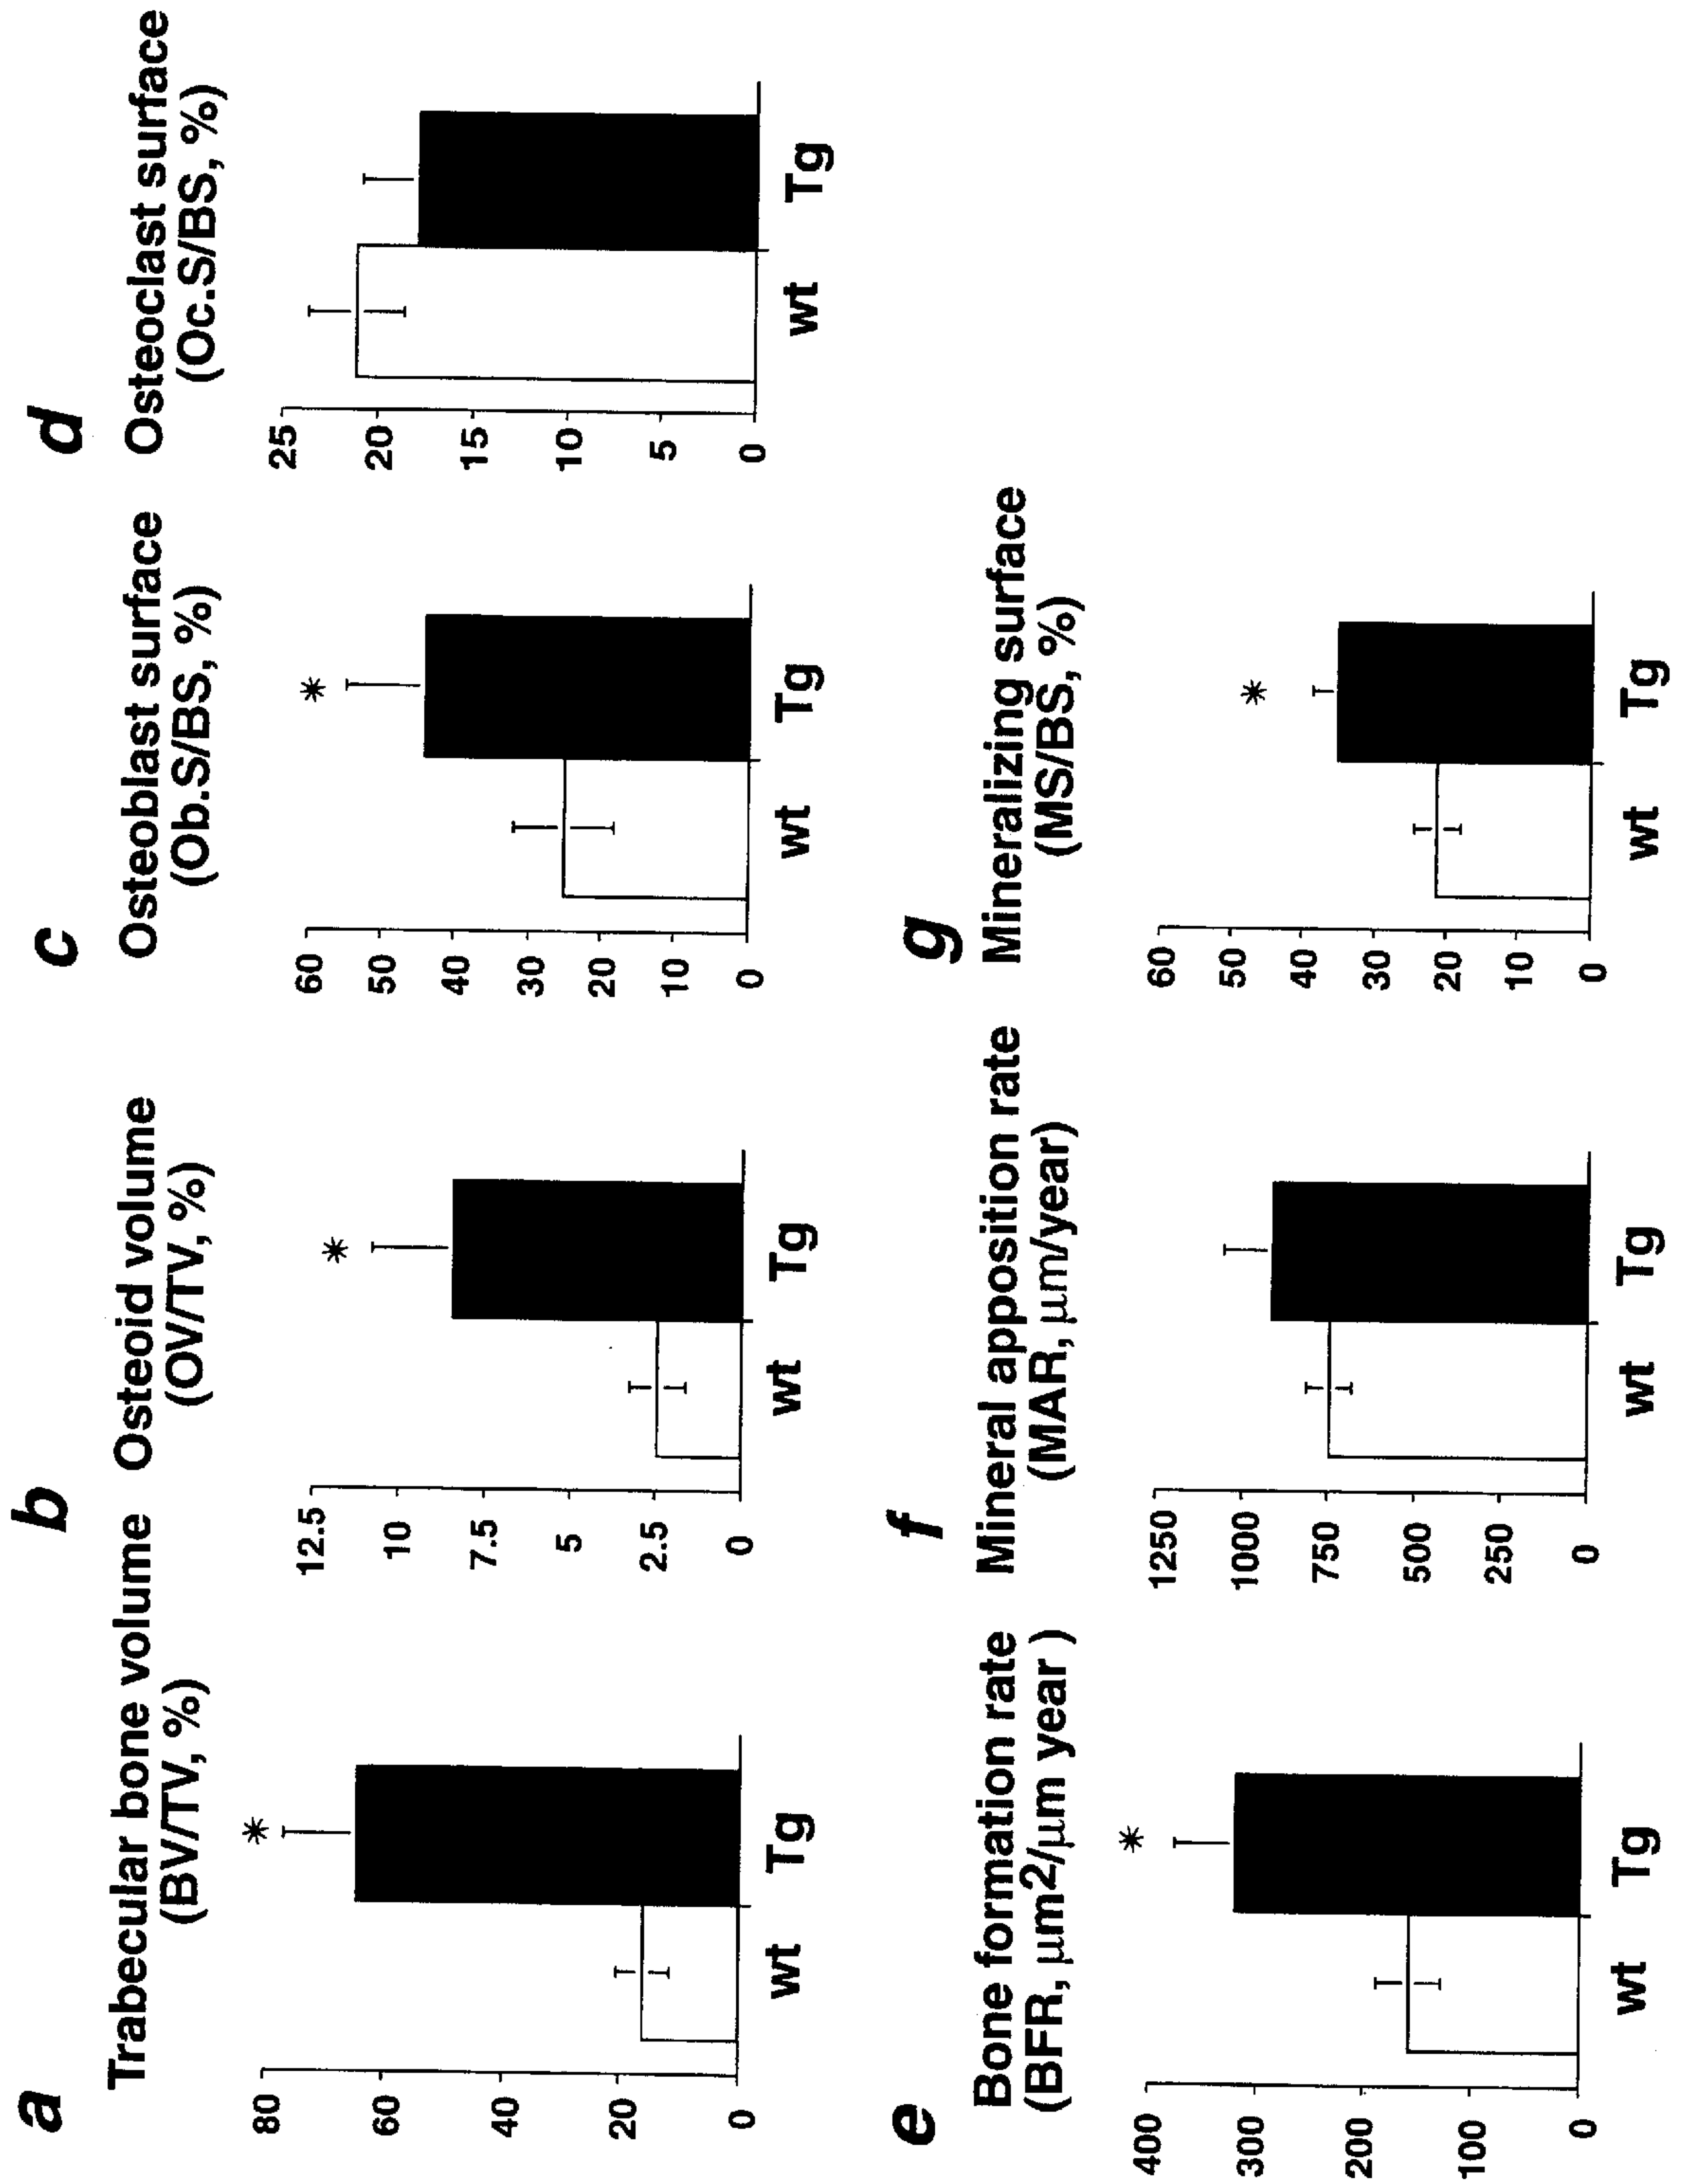 a
Trabecular bone volume
(BV/TV, %)
80
60
40
20
0
wt
*
Tg
b
Osteoid volume
(OV/TV, %)
12.5
10
7.5
5
2.5
0
wt
*
Tg
c
Osteoblast surface
(Ob.S/BS, %)
60
50
40
30
20
10
0
wt
*
Tg
d
Osteoclast surface
(Oc.S/BS, %)
25
20
15
10
5
0
wt
Tg
e
Bone formation rate
(BFR, μm2/μm year )
400
300
200
100
0
wt
*
Tg
f
Mineral apposition rate
(MAR, μm/year)
1250
1000
750
500
2500
0
wt
Tg
g
Mineralizing surface
(MS/BS, %)
60
50
40
30
20
10
0
wt
*
Tg